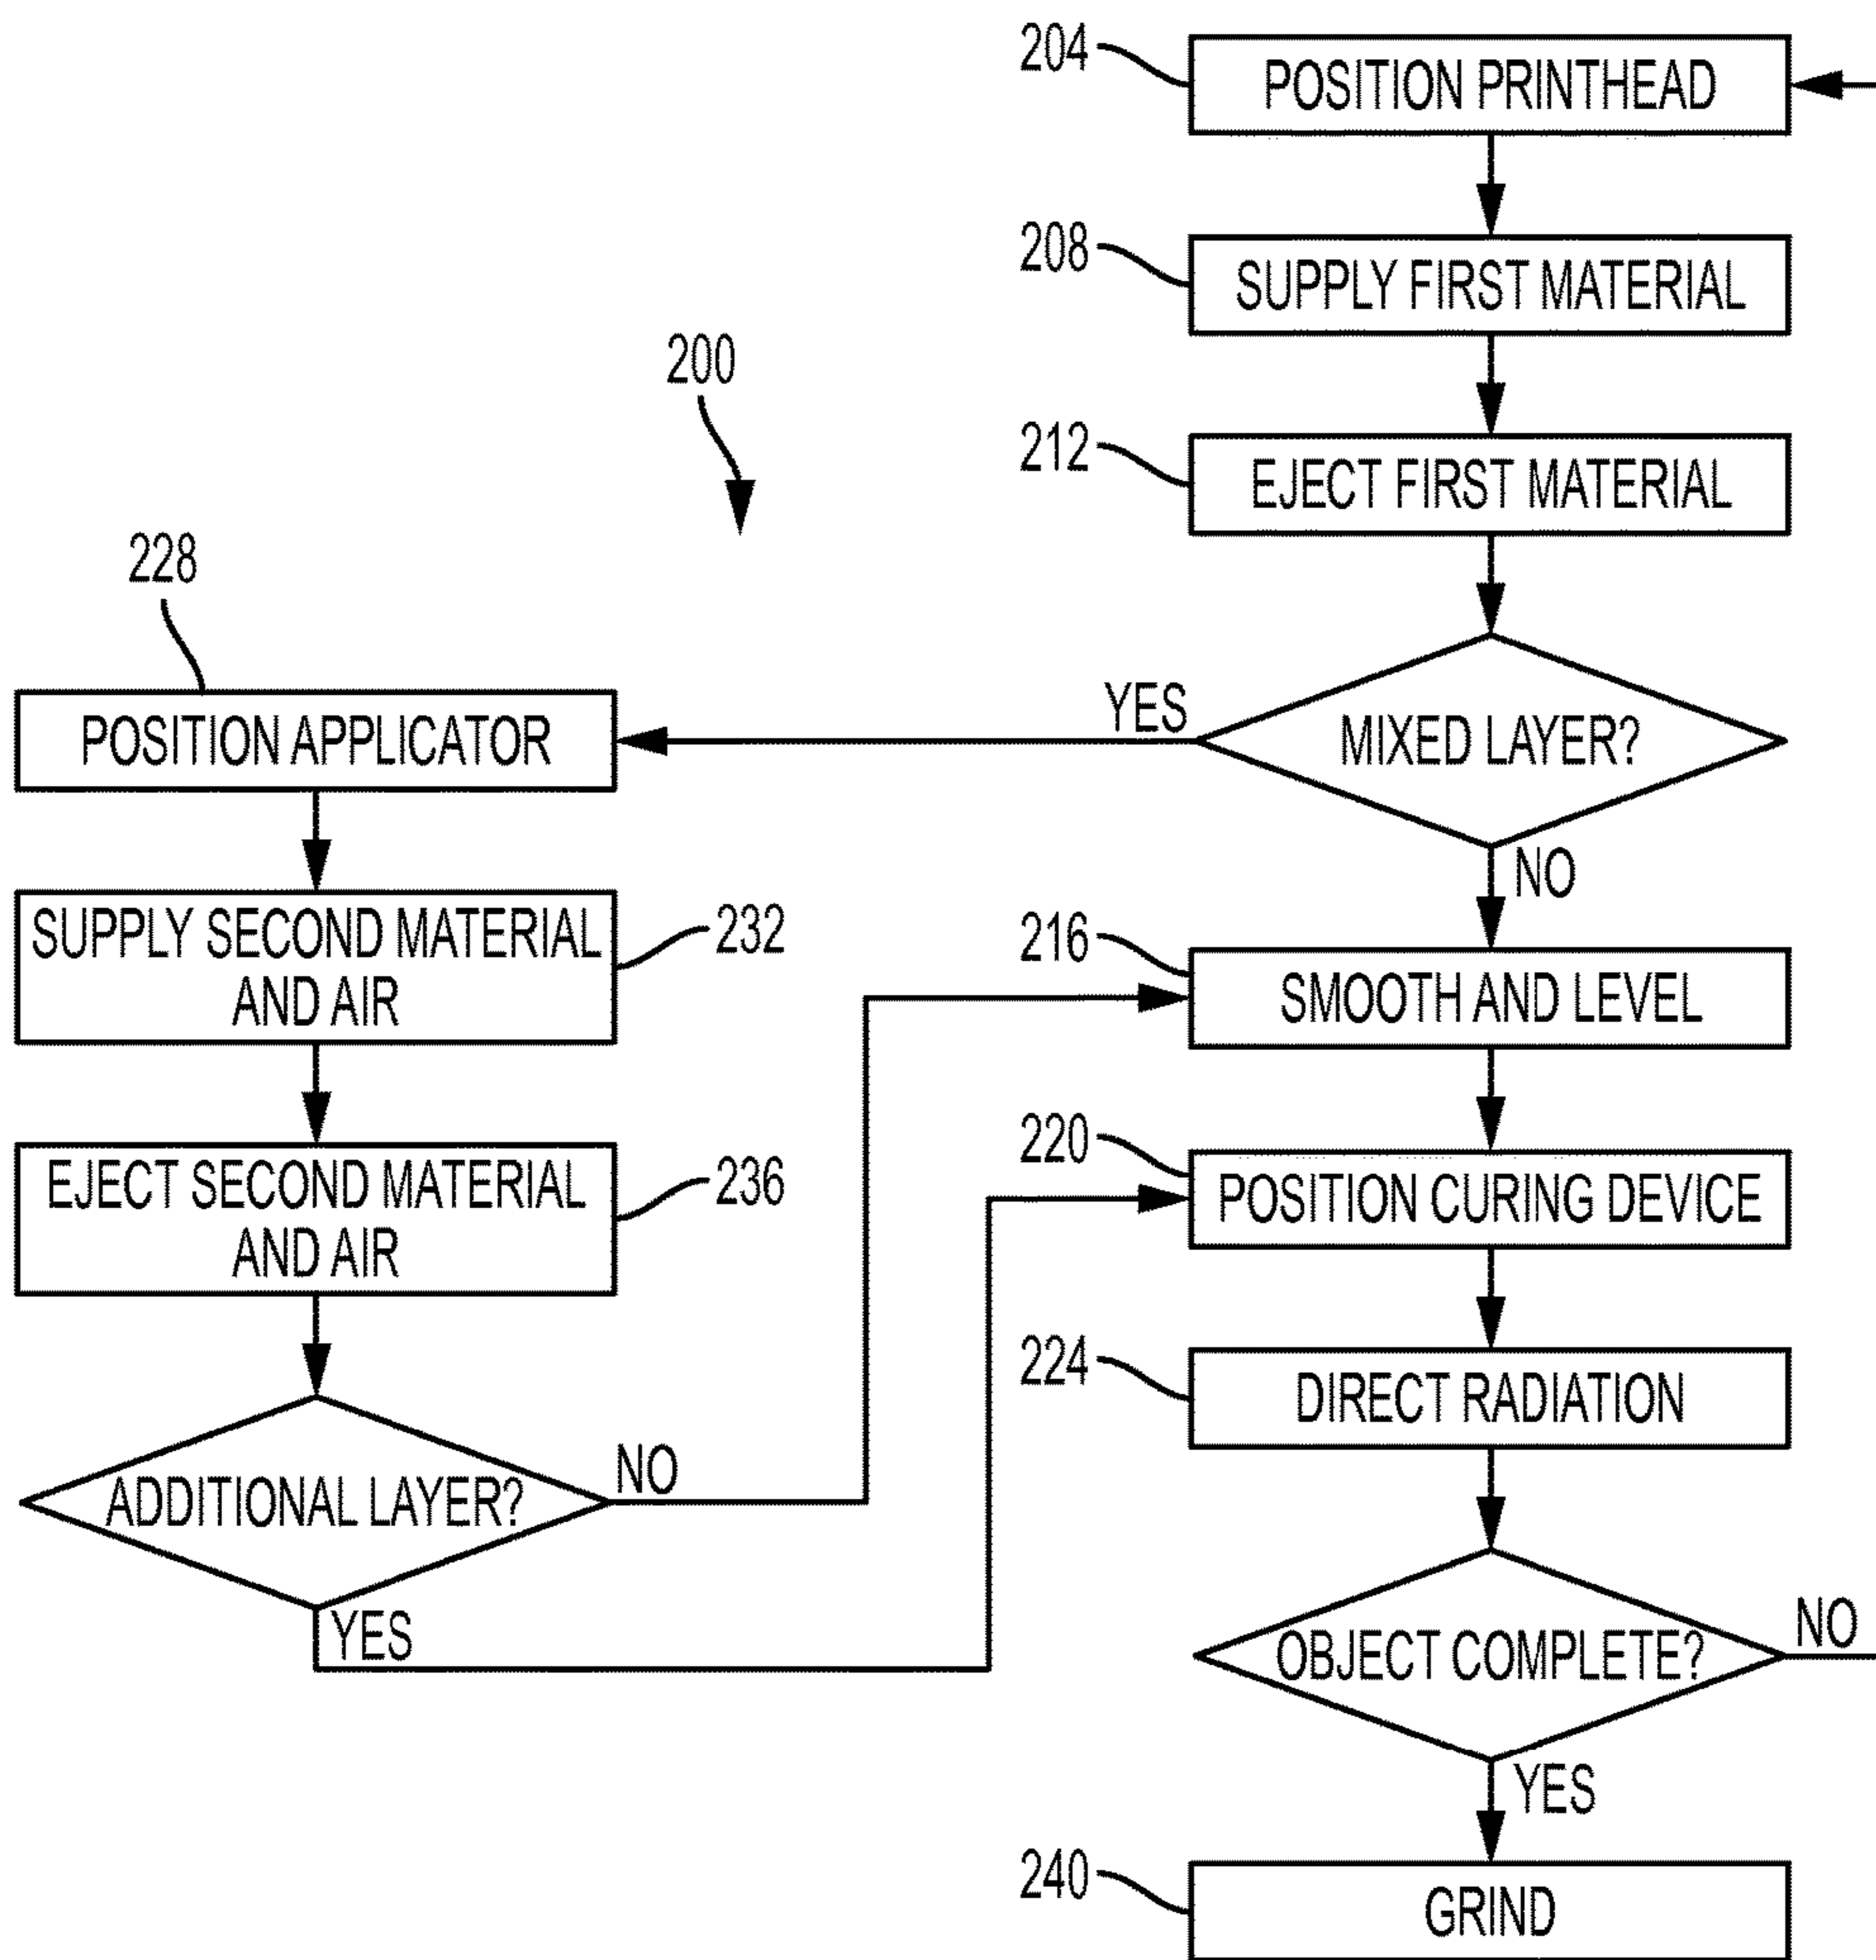 204
POSITION PRINTHEAD
208
SUPPLY FIRST MATERIAL
200
212
EJECT FIRST MATERIAL
228
POSITION APPLICATOR
YES
MIXED LAYER?
NO
SUPPLY SECOND MATERIAL
AND AIR
232
216
SMOOTH AND LEVEL
EJECT SECOND MATERIAL
AND AIR
236
220
POSITION CURING DEVICE
224
DIRECT RADIATION
ADDITIONAL LAYER?
NO
YES
OBJECT COMPLETE?
NO
YES
240
GRIND